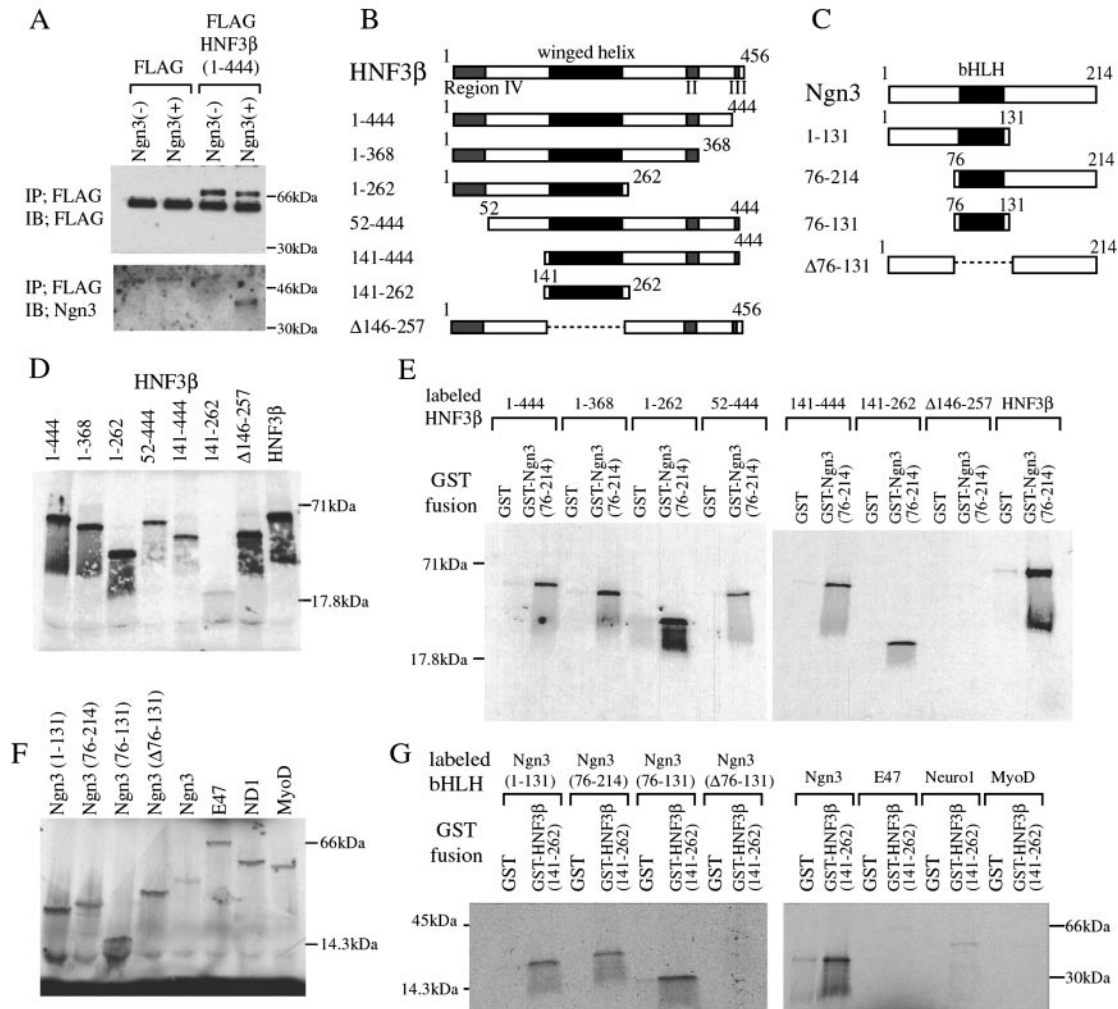 A
FLAG
FLAG
HNF3β
(1-444)
Ngn3(-)
Ngn3(+)
Ngn3(-)
Ngn3(+)
IP; FLAG
IB; FLAG
66kDa
30kDa
IP; FLAG
IB; Ngn3
46kDa
30kDa
B
1
winged helix
456
HNF3β
Region IV
II
III
1
444
1-444
1
368
1-368
1
262
1-262
52
444
52-444
444
141-444
141
262
141-262
1
456
Δ146-257
C
1
bHLH
214
Ngn3
1
131
1-131
76
214
76-214
76
131
76-131
1
214
Δ76-131
D
HNF3β
1-444
1-368
1-262
52-444
141-444
141-262
Δ146-257
HNF3β
71kDa
17.8kDa
E
labeled
HNF3β
1-444
1-368
1-262
52-444
141-444
141-262
Δ146-257
HNF3β
GST
fusion
GST
GST-Ngn3
(76-214)
GST
GST-Ngn3
(76-214)
GST
GST-Ngn3
(76-214)
GST
GST-Ngn3
(76-214)
GST
GST-Ngn3
(76-214)
GST
GST-Ngn3
(76-214)
GST
GST-Ngn3
(76-214)
GST
GST-Ngn3
(76-214)
71kDa
17.8kDa
F
Ngn3 (1-131)
Ngn3 (76-214)
Ngn3 (76-131)
Ngn3 (Δ76-131)
Ngn3
E47
ND1
MyoD
66kDa
14.3kDa
G
labeled
bHLH
Ngn3
(1-131)
Ngn3
(76-214)
Ngn3
(76-131)
Ngn3
(Δ76-131)
Ngn3
E47
Neuro1
MyoD
GST
fusion
GST
GST-HNF3β
(141-262)
GST
GST-HNF3β
(141-262)
GST
GST-HNF3β
(141-262)
GST
GST-HNF3β
(141-262)
GST
GST-HNF3β
(141-262)
GST
GST-HNF3β
(141-262)
GST
GST-HNF3β
(141-262)
GST
GST-HNF3β
(141-262)
45kDa
14.3kDa
66kDa
30kDa